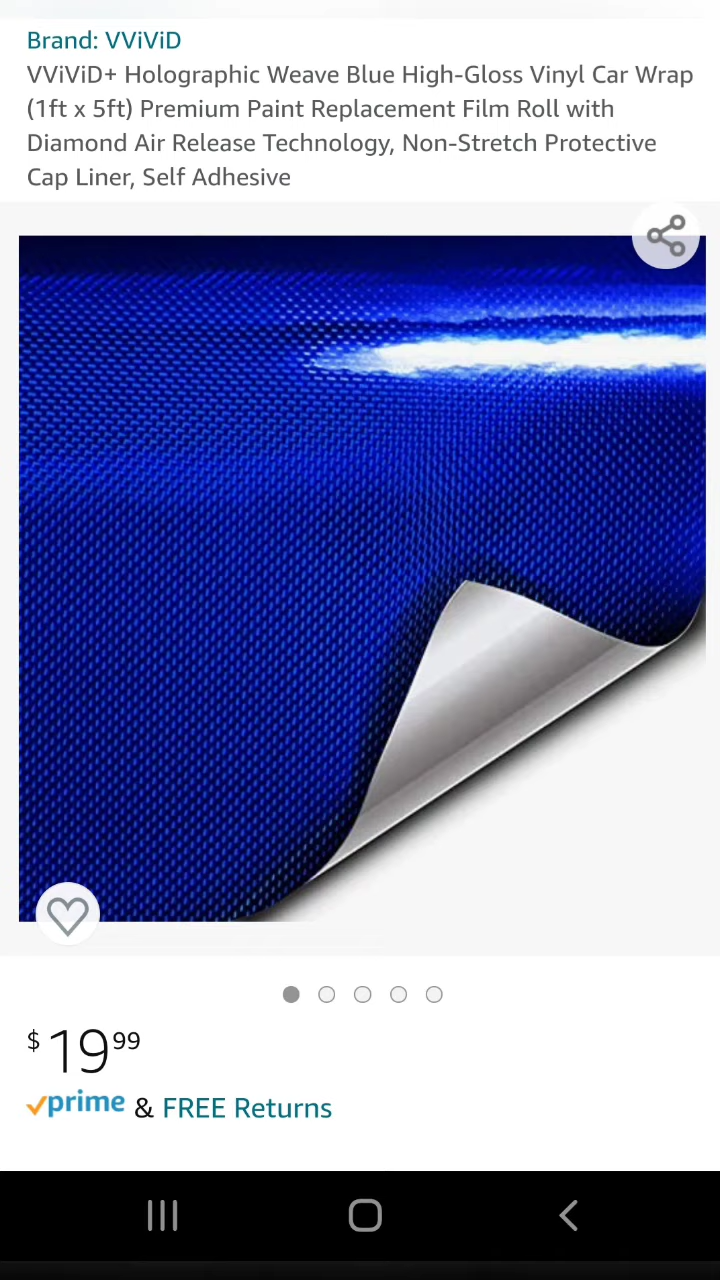 Brand: VViViD
VViViD+ Holographic Weave Blue High-Gloss Vinyl Car Wrap
(1ft x 5ft) Premium Paint Replacement Film Roll with
Diamond Air Release Technology, Non-Stretch Protective
Cap Liner, Self Adhesive
$19.99
prime & FREE Returns